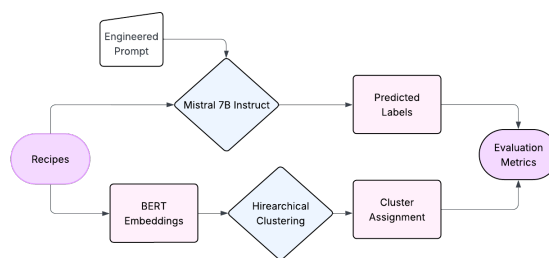 Engineered
Prompt
Mistral 7B Instruct
Predicted
Labels
Recipes
Evaluation
Metrics
BERT
Embeddings
Hirearchical
Clustering
Cluster
Assignment